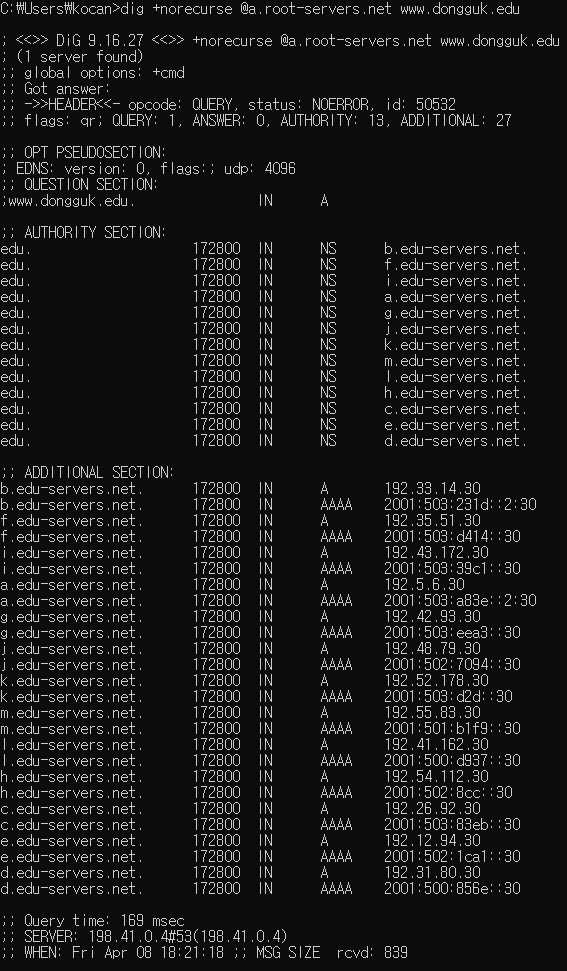 C:₩Users₩kocan>dig +norecurse @a.root-servers.net www.dongguk.edu
; <<>> DiG 9.16.27 <<>> +norecurse @a.root-servers.net www.dongguk.edu
; (1 server found)
;; global options: +cmd
;; Got answer:
;; ->>HEADER<<- opcode: QUERY, status: NOERROR, id: 50532
;; flags: qr; QUERY: 1, ANSWER: 0, AUTHORITY: 13, ADDITIONAL: 27
;; OPT PSEUDOSECTION:
; EDNS: version: 0, flags:; udp: 4096
;; QUESTION SECTION:
;www.dongguk.edu. IN A
;; AUTHORITY SECTION:
edu. 172800 IN NS b.edu-servers.net.
edu. 172800 IN NS f.edu-servers.net.
edu. 172800 IN NS i.edu-servers.net.
edu. 172800 IN NS a.edu-servers.net.
edu. 172800 IN NS g.edu-servers.net.
edu. 172800 IN NS j.edu-servers.net.
edu. 172800 IN NS k.edu-servers.net.
edu. 172800 IN NS m.edu-servers.net.
edu. 172800 IN NS l.edu-servers.net.
edu. 172800 IN NS h.edu-servers.net.
edu. 172800 IN NS c.edu-servers.net.
edu. 172800 IN NS e.edu-servers.net.
edu. 172800 IN NS d.edu-servers.net.
;; ADDITIONAL SECTION:
b.edu-servers.net. 172800 IN A 192.33.14.30
b.edu-servers.net. 172800 IN AAAA 2001:503:231d::2:30
f.edu-servers.net. 172800 IN A 192.35.51.30
f.edu-servers.net. 172800 IN AAAA 2001:503:d414::30
i.edu-servers.net. 172800 IN A 192.43.172.30
i.edu-servers.net. 172800 IN AAAA 2001:503:39c1::30
a.edu-servers.net. 172800 IN A 192.5.6.30
a.edu-servers.net. 172800 IN AAAA 2001:503:a83e::2:30
g.edu-servers.net. 172800 IN A 192.42.93.30
g.edu-servers.net. 172800 IN AAAA 2001:503:eea3::30
j.edu-servers.net. 172800 IN A 192.48.79.30
j.edu-servers.net. 172800 IN AAAA 2001:502:7094::30
k.edu-servers.net. 172800 IN A 192.52.178.30
k.edu-servers.net. 172800 IN AAAA 2001:503:d2d::30
m.edu-servers.net. 172800 IN A 192.55.83.30
m.edu-servers.net. 172800 IN AAAA 2001:501:b1f9::30
l.edu-servers.net. 172800 IN A 192.41.162.30
l.edu-servers.net. 172800 IN AAAA 2001:500:d937::30
h.edu-servers.net. 172800 IN A 192.54.112.30
h.edu-servers.net. 172800 IN AAAA 2001:502:8cc::30
c.edu-servers.net. 172800 IN A 192.26.92.30
c.edu-servers.net. 172800 IN AAAA 2001:503:83eb::30
e.edu-servers.net. 172800 IN A 192.12.94.30
e.edu-servers.net. 172800 IN AAAA 2001:502:1ca1::30
d.edu-servers.net. 172800 IN A 192.31.80.30
d.edu-servers.net. 172800 IN AAAA 2001:500:856e::30
;; Query time: 169 msec
;; SERVER: 198.41.0.4#53(198.41.0.4)
;; WHEN: Fri Apr 08 18:21:18 ;; MSG SIZE rcvd: 839